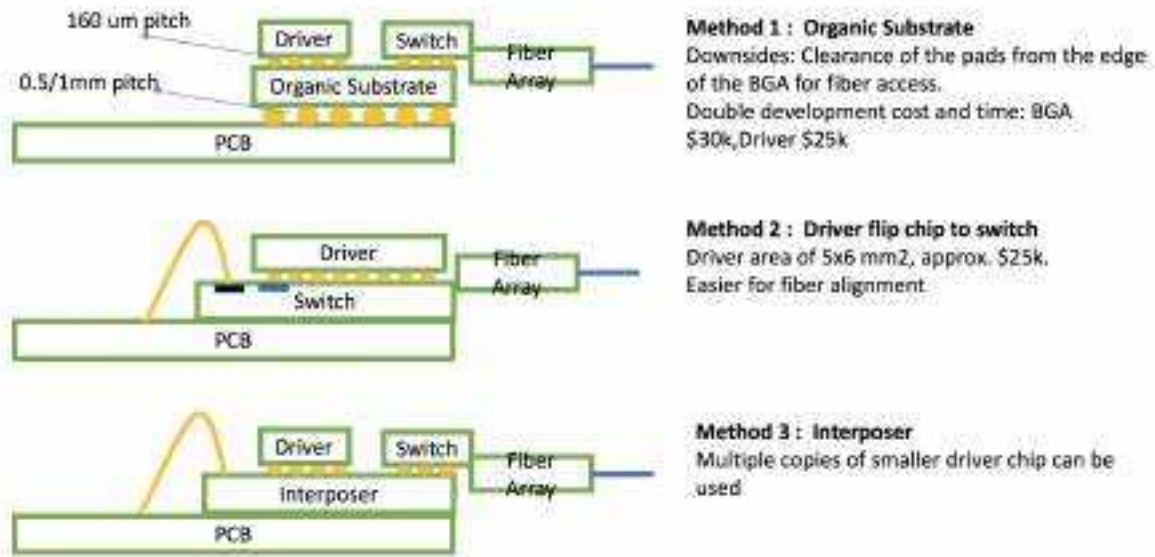 160 um pitch
Driver
Switch
Fiber
Array
0.5/1mm pitch
Organic Substrate
PCB
Method 1 : Organic Substrate
Downsides: Clearance of the pads from the edge
of the BGA for fiber access.
Double development cost and time: BGA
$30k,Driver $25k
Driver
Fiber
Array
Switch
PCB
Method 2 : Driver flip chip to switch
Driver area of 5x6 mm2, approx. $25k.
Easier for fiber alignment
Driver
Switch
Fiber
Array
Interposer
PCB
Method 3 : Interposer
Multiple copies of smaller driver chip can be
used